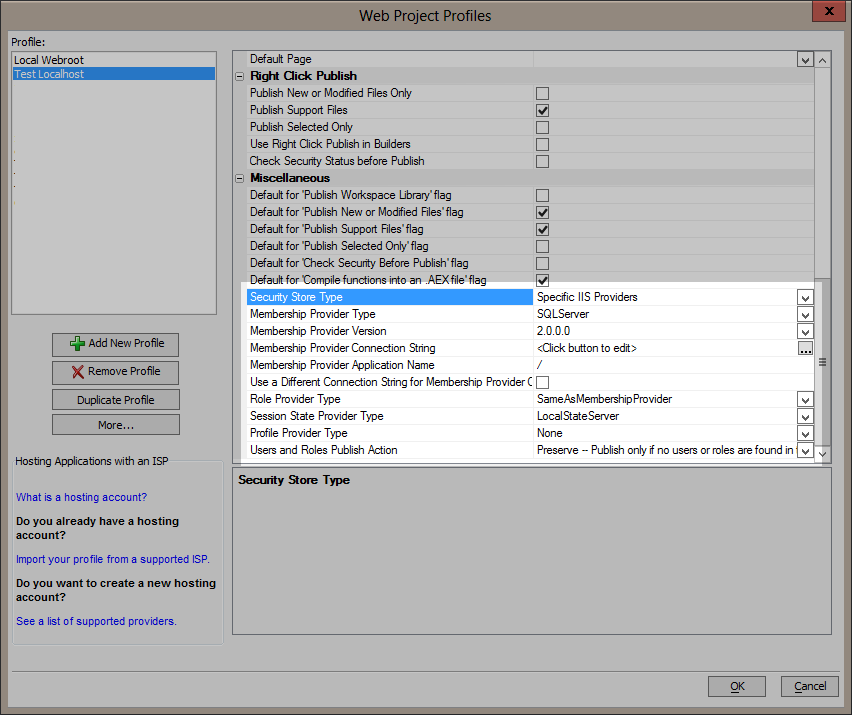 Web Project Profiles
x
Profile:
Local Webroot
Test Localhost
Add New Profile
Remove Profile
Duplicate Profile
More...
Hosting Applications with an ISP
What is a hosting account?
Do you already have a hosting
account?
Import your profile from a supported ISP.
Do you want to create a new hosting
account?
See a list of supported providers.
Default Page
Right Click Publish
Publish New or Modified Files Only
Publish Support Files
Publish Selected Only
Use Right Click Publish in Builders
Check Security Status before Publish
Miscellaneous
Default for 'Publish Workspace Library' flag
Default for 'Publish New or Modified Files' flag
Default for 'Publish Support Files' flag
Default for 'Publish Selected Only' flag
Default for 'Check Security Before Publish' flag
Default for 'Compile functions into an .AEX file' flag
Security Store Type Specific IIS Providers
Membership Provider Type SQLServer
Membership Provider Version 2.0.0.0
Membership Provider Connection String <Click button to edit> ...
Membership Provider Application Name /
Use a Different Connection String for Membership Provider
Role Provider Type SameAsMembershipProvider
Session State Provider Type LocalStateServer
Profile Provider Type None
Users and Roles Publish Action Preserve -- Publish only if no users or roles are found in
Security Store Type
OK
Cancel